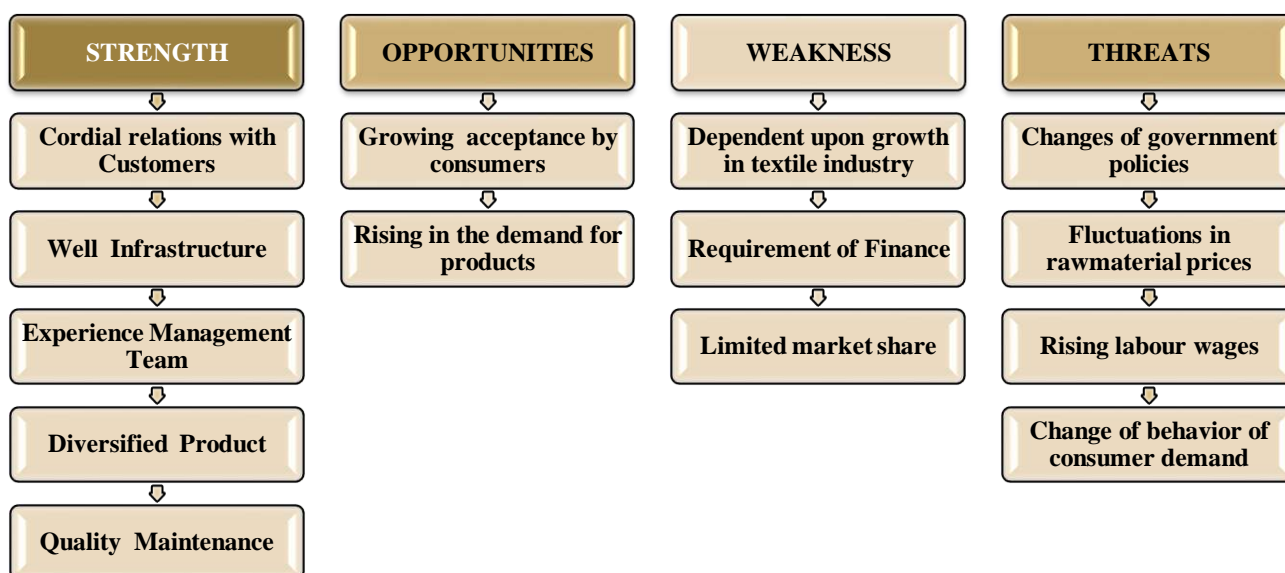 STRENGTH
Cordial relations with
Customers
Well Infrastructure
Experience Management
Team
Diversified Product
Quality Maintenance
OPPORTUNITIES
Growing acceptance by
consumers
Rising in the demand for
products
WEAKNESS
Dependent upon growth
in textile industry
Requirement of Finance
Limited market share
THREATS
Changes of government
policies
Fluctuations in
rawmaterial prices
Rising labour wages
Change of behavior of
consumer demand